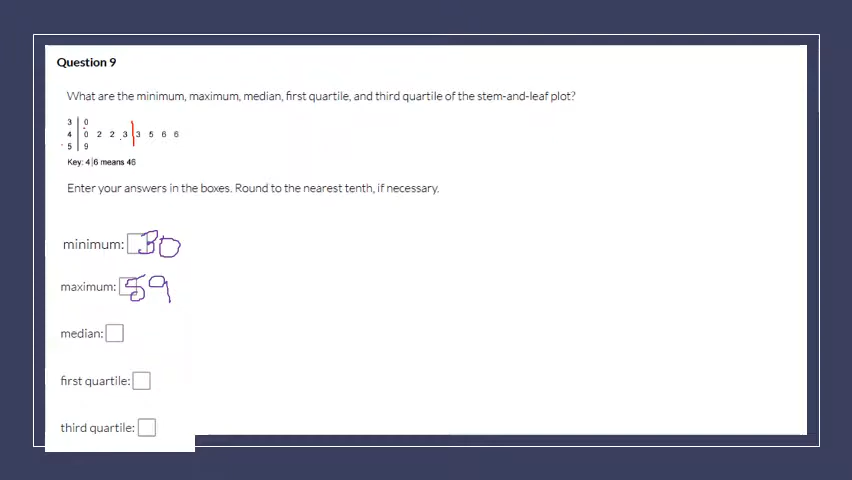 Question 9
What are the minimum, maximum, median, first quartile, and third quartile of the stem-and-leaf plot?
3 | 0
4 | 0 2 2 3 | 3 5 6 6
5 | 9
Key: 4|6 means 46
Enter your answers in the boxes. Round to the nearest tenth, if necessary.
minimum: 30
maximum: 59
median:
first quartile:
third quartile: